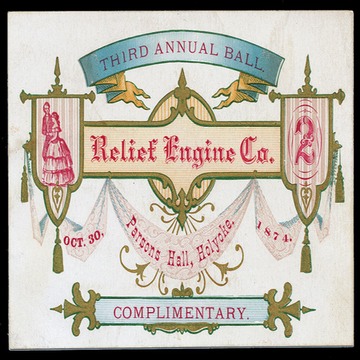 THIRD ANNUAL BALL.
Relief Engine Co. 2
OCT. 30. Parsons Hall, Holyoke, 1874.
COMPLIMENTARY.